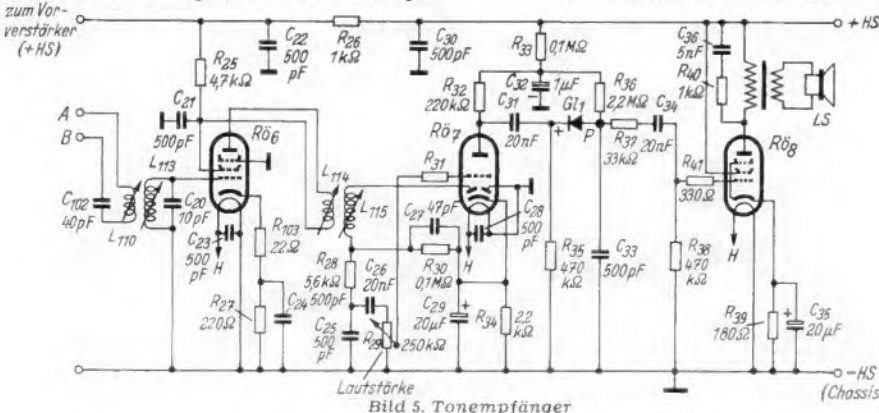 zum Vor-
verstärker
(+HS)
R25
4,7kΩ
C22
500
pF
R26
1kΩ
C30
500pF
R33
0,1MΩ
C32
1µF
R32
220kΩ
C31
20nF
Gl1
P
R36
2,2MΩ
R37
33kΩ
C34
20nF
C36
5nF
R40
1kΩ
+HS
LS
A
B
C21
500pF
Rö6
L113
C102
40pF
L110
C20
10pF
C23
500
pF
H
R103
22Ω
R27
220Ω
C24
500pF
L114
L115
R28
5,6kΩ
C26
20nF
C25
500
pF
R29
250kΩ
Lautstärke
Rö7
R31
C27
47pF
R30
0,1MΩ
C28
500
pF
H
C29
20µF
R34
2,2
kΩ
R35
470
kΩ
C33
500pF
R38
470
kΩ
R41
330Ω
Rö8
H
R39
180Ω
C35
20µF
-HS
(Chassis
Bild 5. Tonempfänger